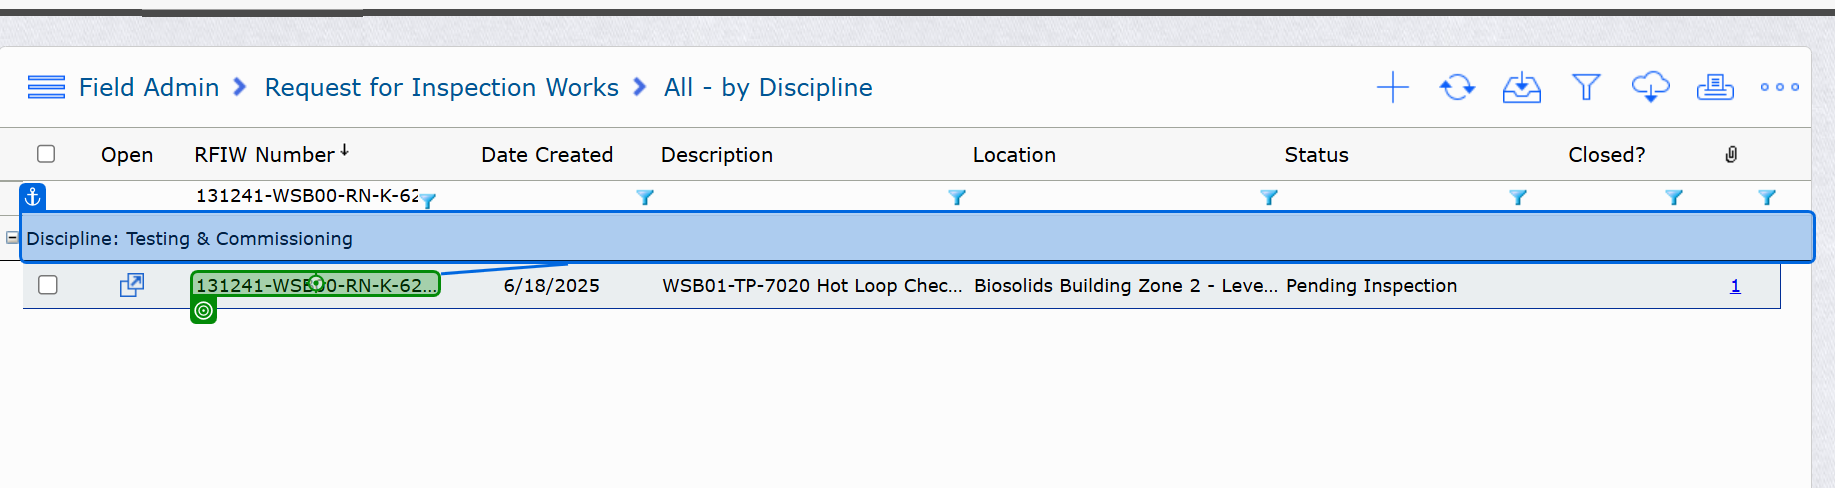 Field Admin Request for Inspection Works All - by Discipline
Open RFIW Number Date Created Description Location Status Closed?
131241-WSB00-RN-K-62
Discipline: Testing & Commissioning
131241-WSB00-RN-K-62... 6/18/2025 WSB01-TP-7020 Hot Loop Chec... Biosolids Building Zone 2 - Leve... Pending Inspection 1